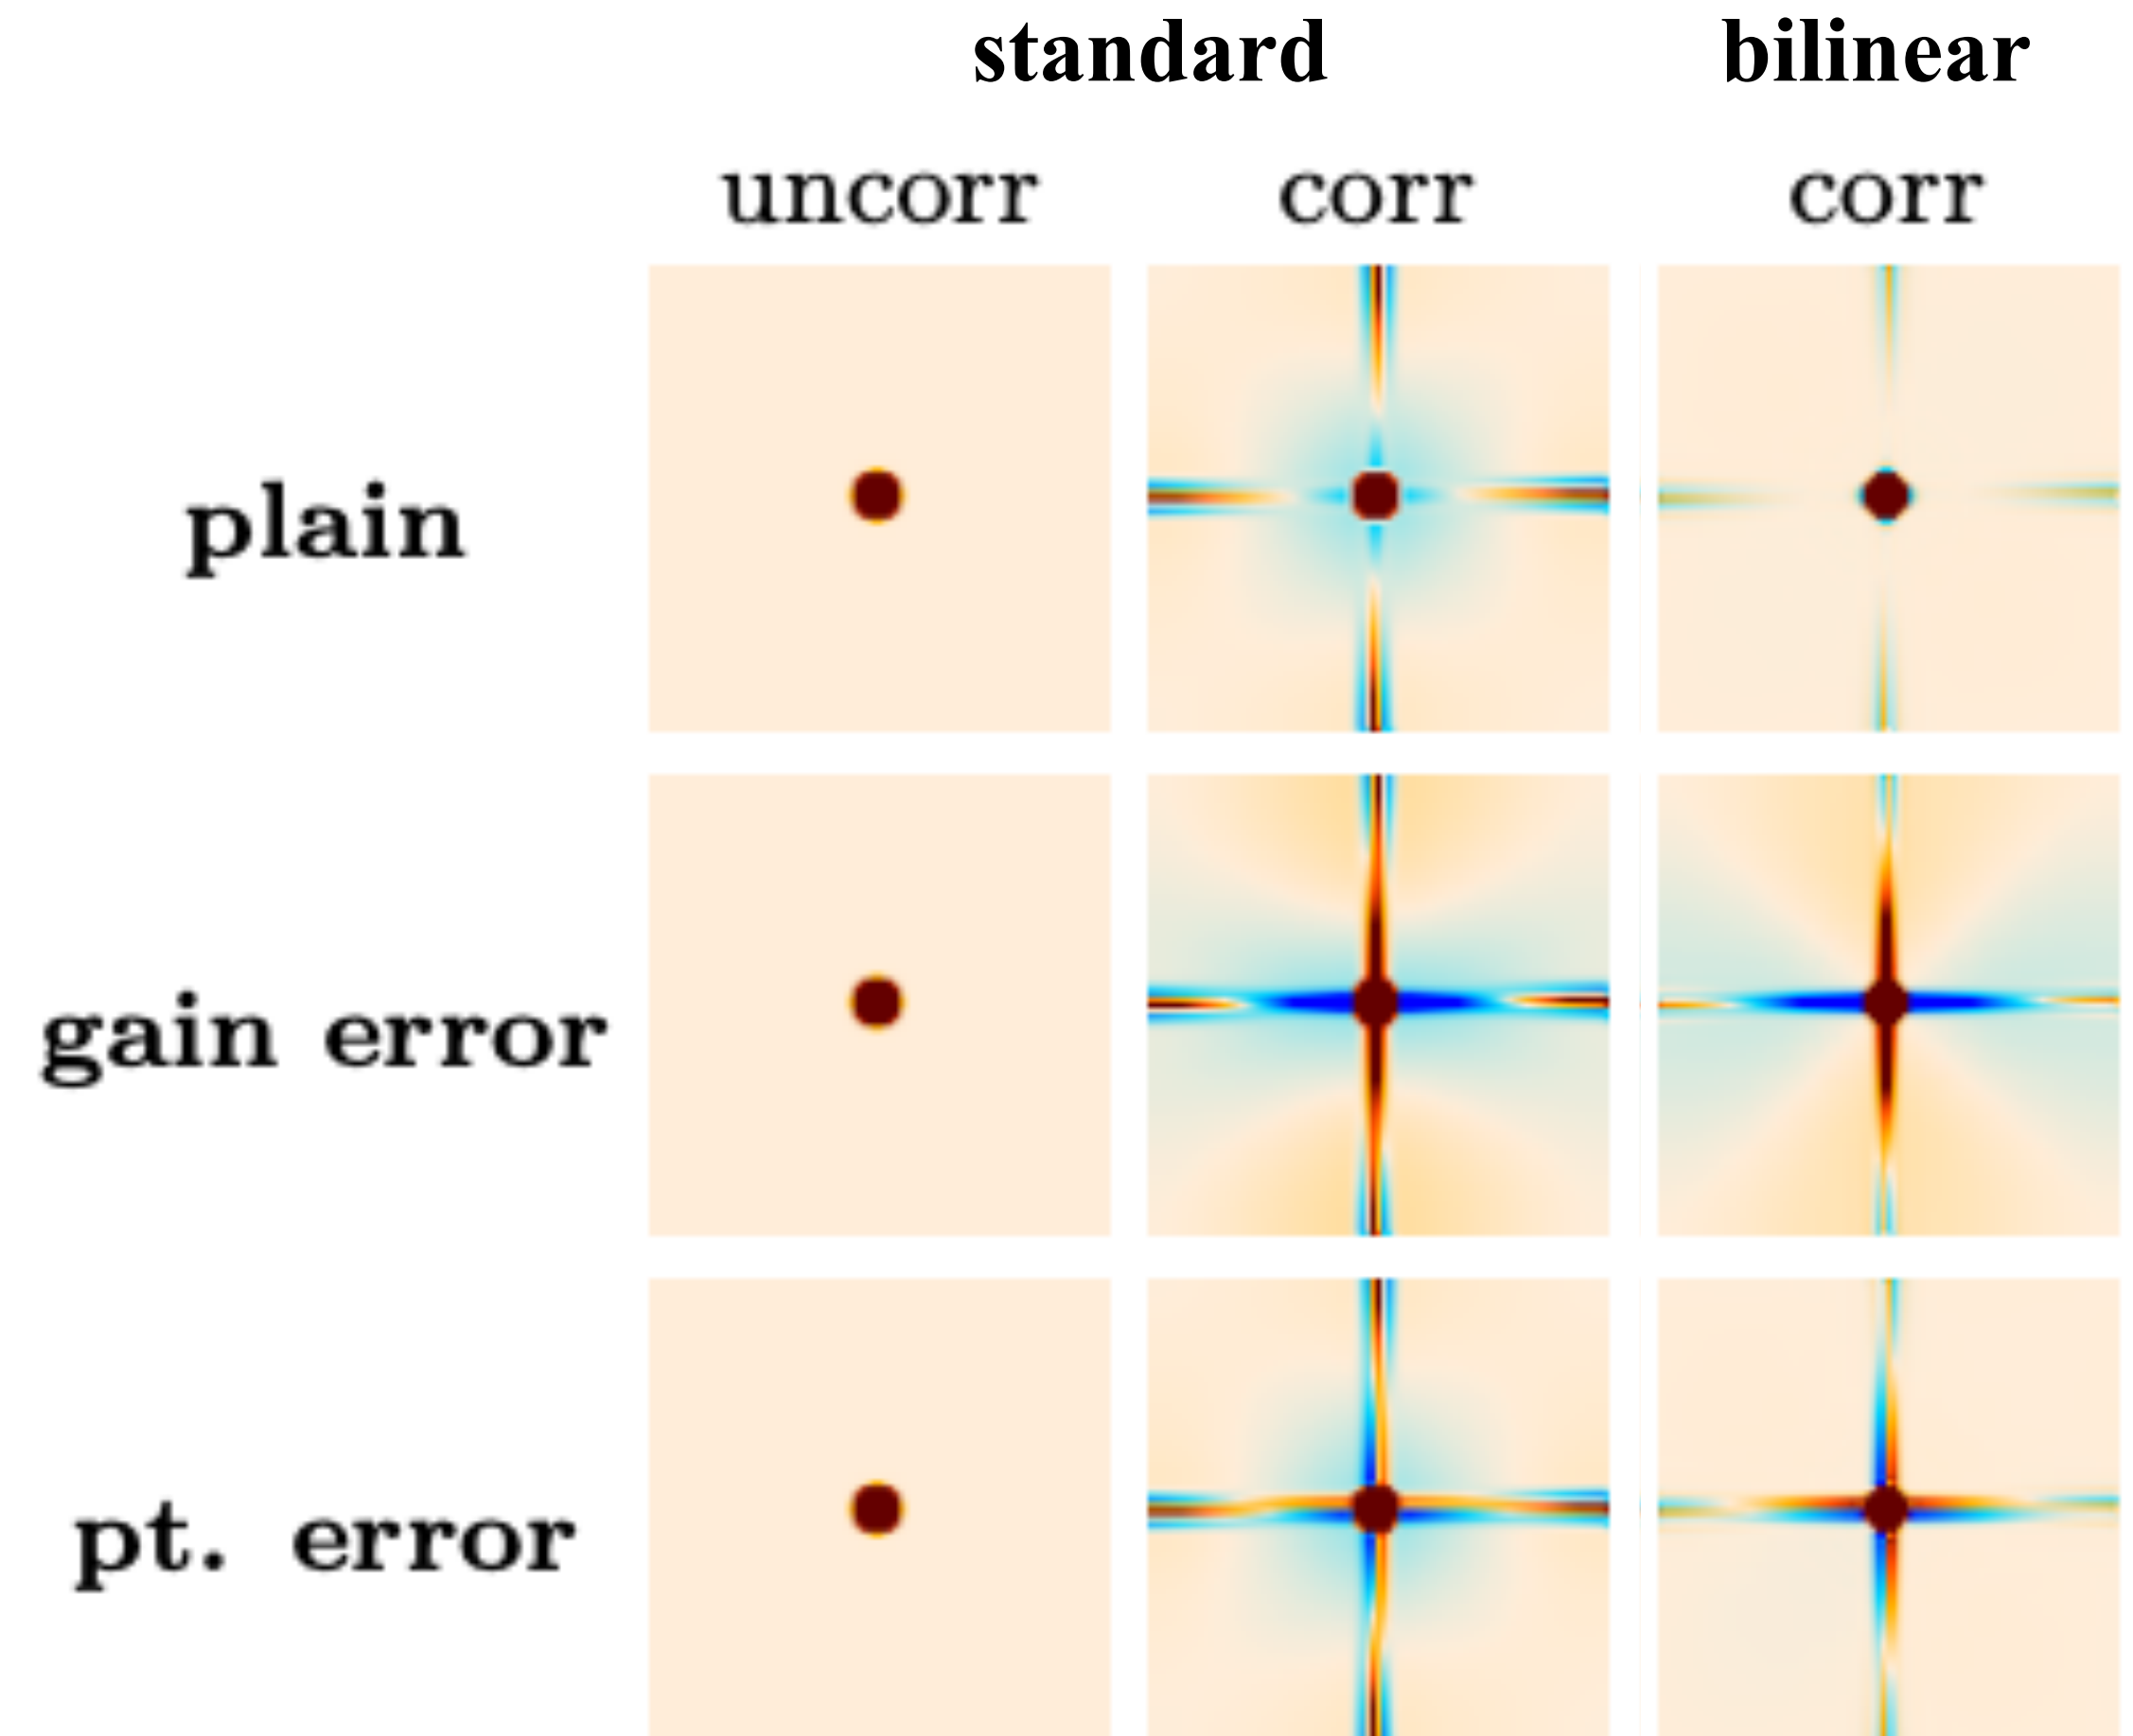 standard bilinear
uncorr corr corr
plain
gain error
pt. error